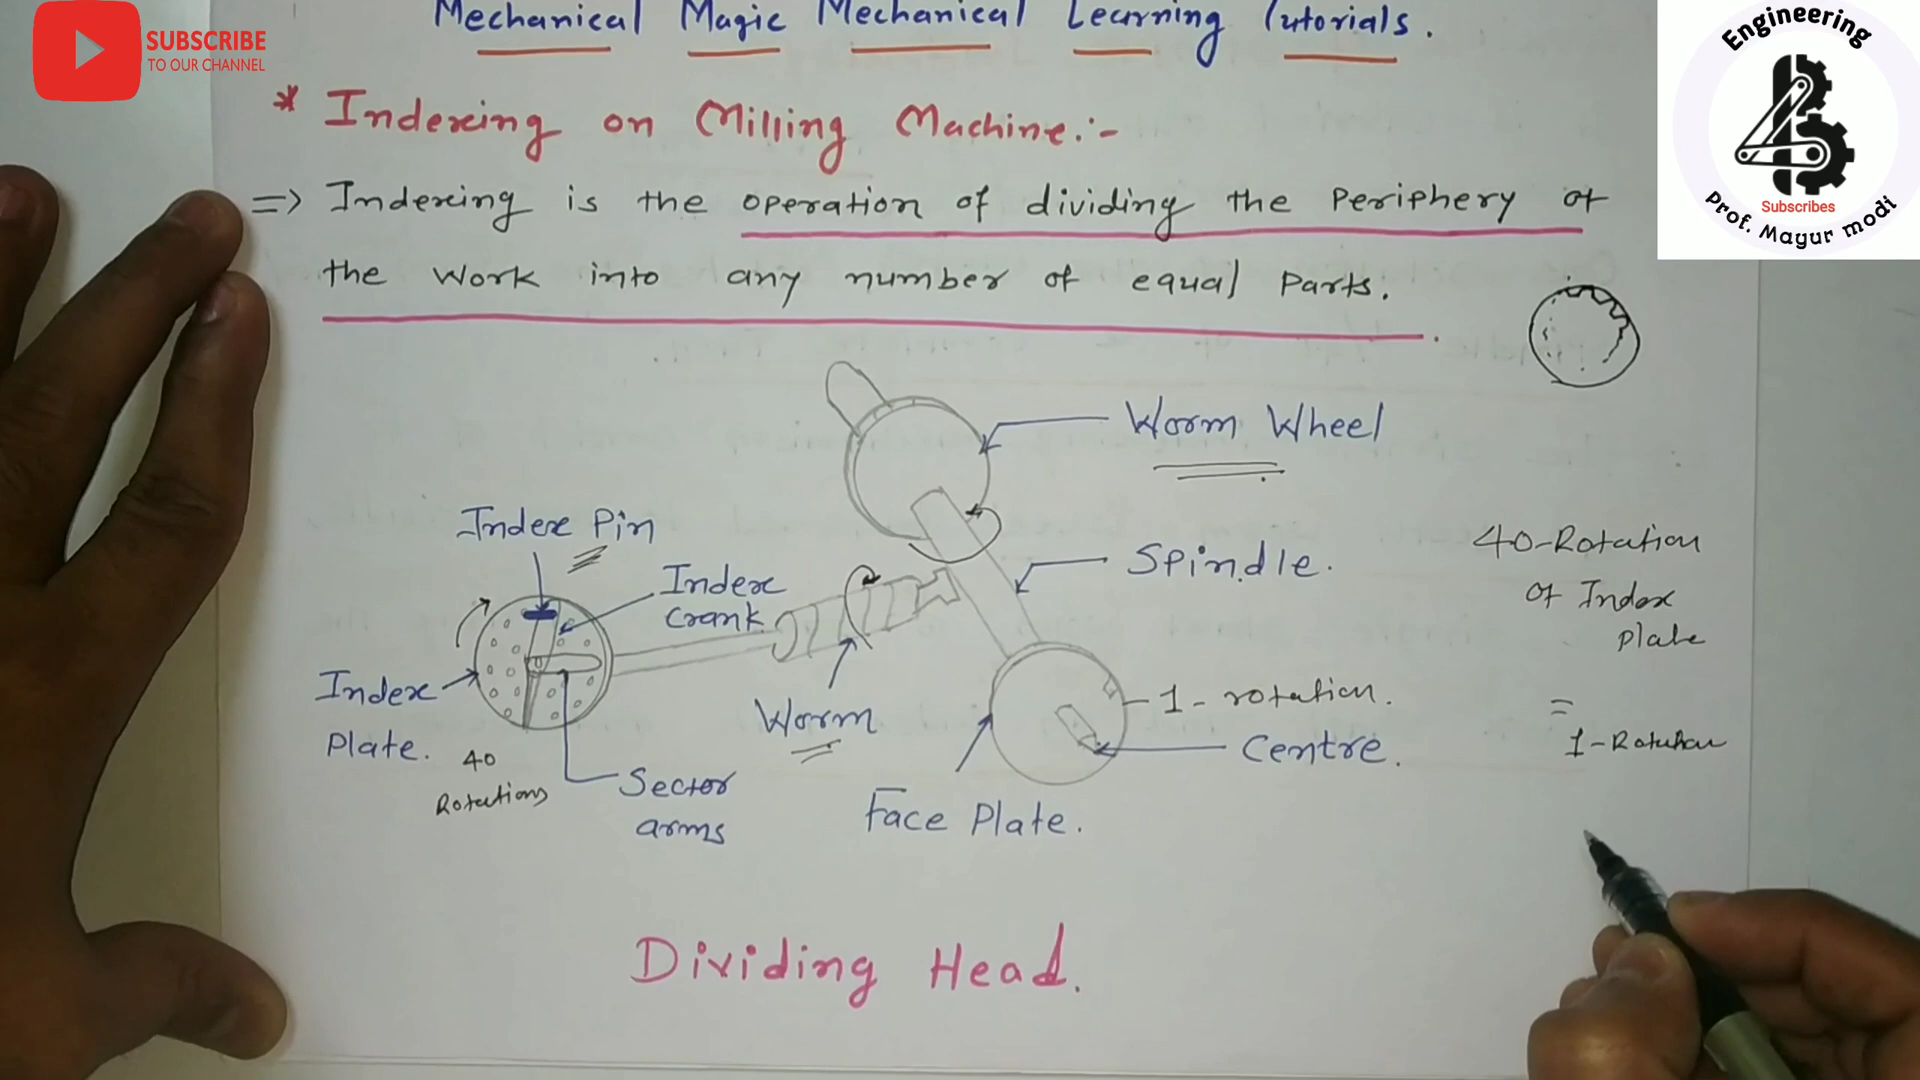 Mechanical Magic Mechanical Learning Tutorials.
SUBSCRIBE
TO OUR CHANNEL
Engineering
Subscribes
Prof. Mayur modi
* Indexing on Milling Machine:-
=> Indexing is the operation of dividing the Periphery of
the work into any number of equal Parts.
Worm Wheel
Index Pin
Index
crank
Spindle.
40-Rotation
of Index
plate
=
1-Rotation
Index
Plate.
40
Rotations
Worm
1- rotation.
Centre.
Sector
arms
Face Plate.
Dividing Head.